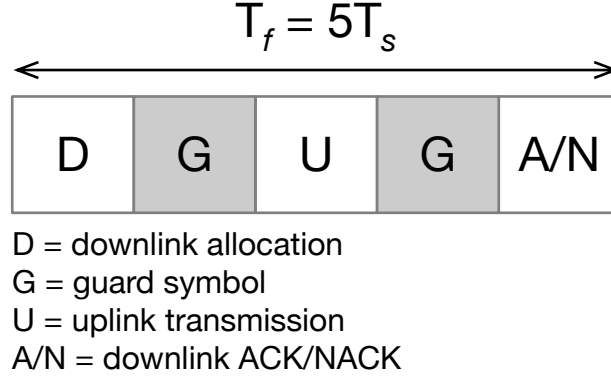 T_f = 5T_s
D G U G A/N
D = downlink allocation
G = guard symbol
U = uplink transmission
A/N = downlink ACK/NACK